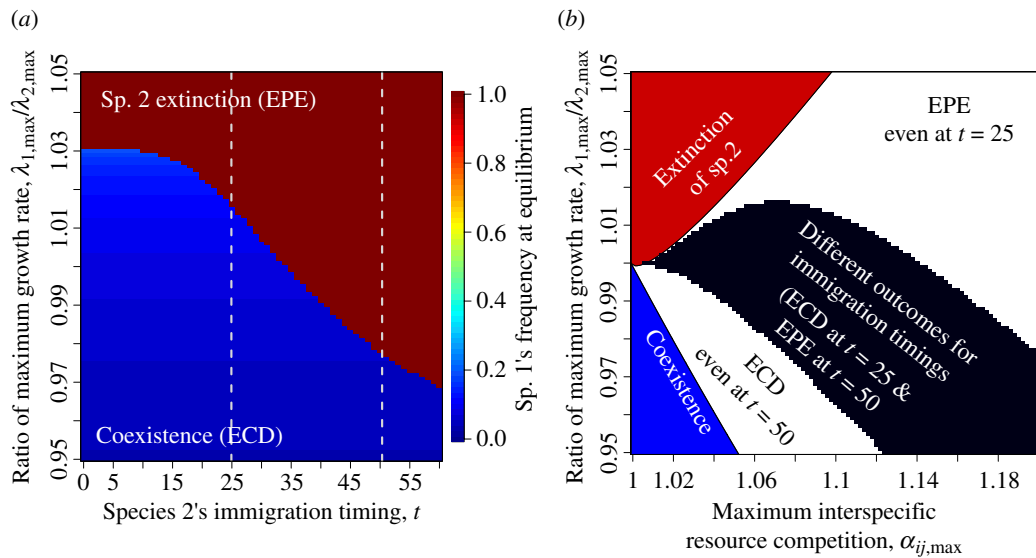 (a)
Ratio of maximum growth rate, λ1,max/λ2,max
1.05
1.03
1.01
0.99
0.97
0.95
Sp. 2 extinction (EPE)
Coexistence (ECD)
0 5 15 25 35 45 55
Species 2's immigration timing, t
1.0
0.8
0.6
0.4
0.2
0.0
Sp. 1's frequency at equilibrium
(b)
Ratio of maximum growth rate, λ1,max/λ2,max
1.05
1.03
1.01
0.99
0.97
0.95
Extinction
of sp.2
EPE
even at t = 25
Different outcomes for
immigration timings
(ECD at t = 25 &
EPE at t = 50
Coexistence
ECD
even at t = 50
1 1.02 1.06 1.1 1.14 1.18
Maximum interspecific
resource competition, αij,max